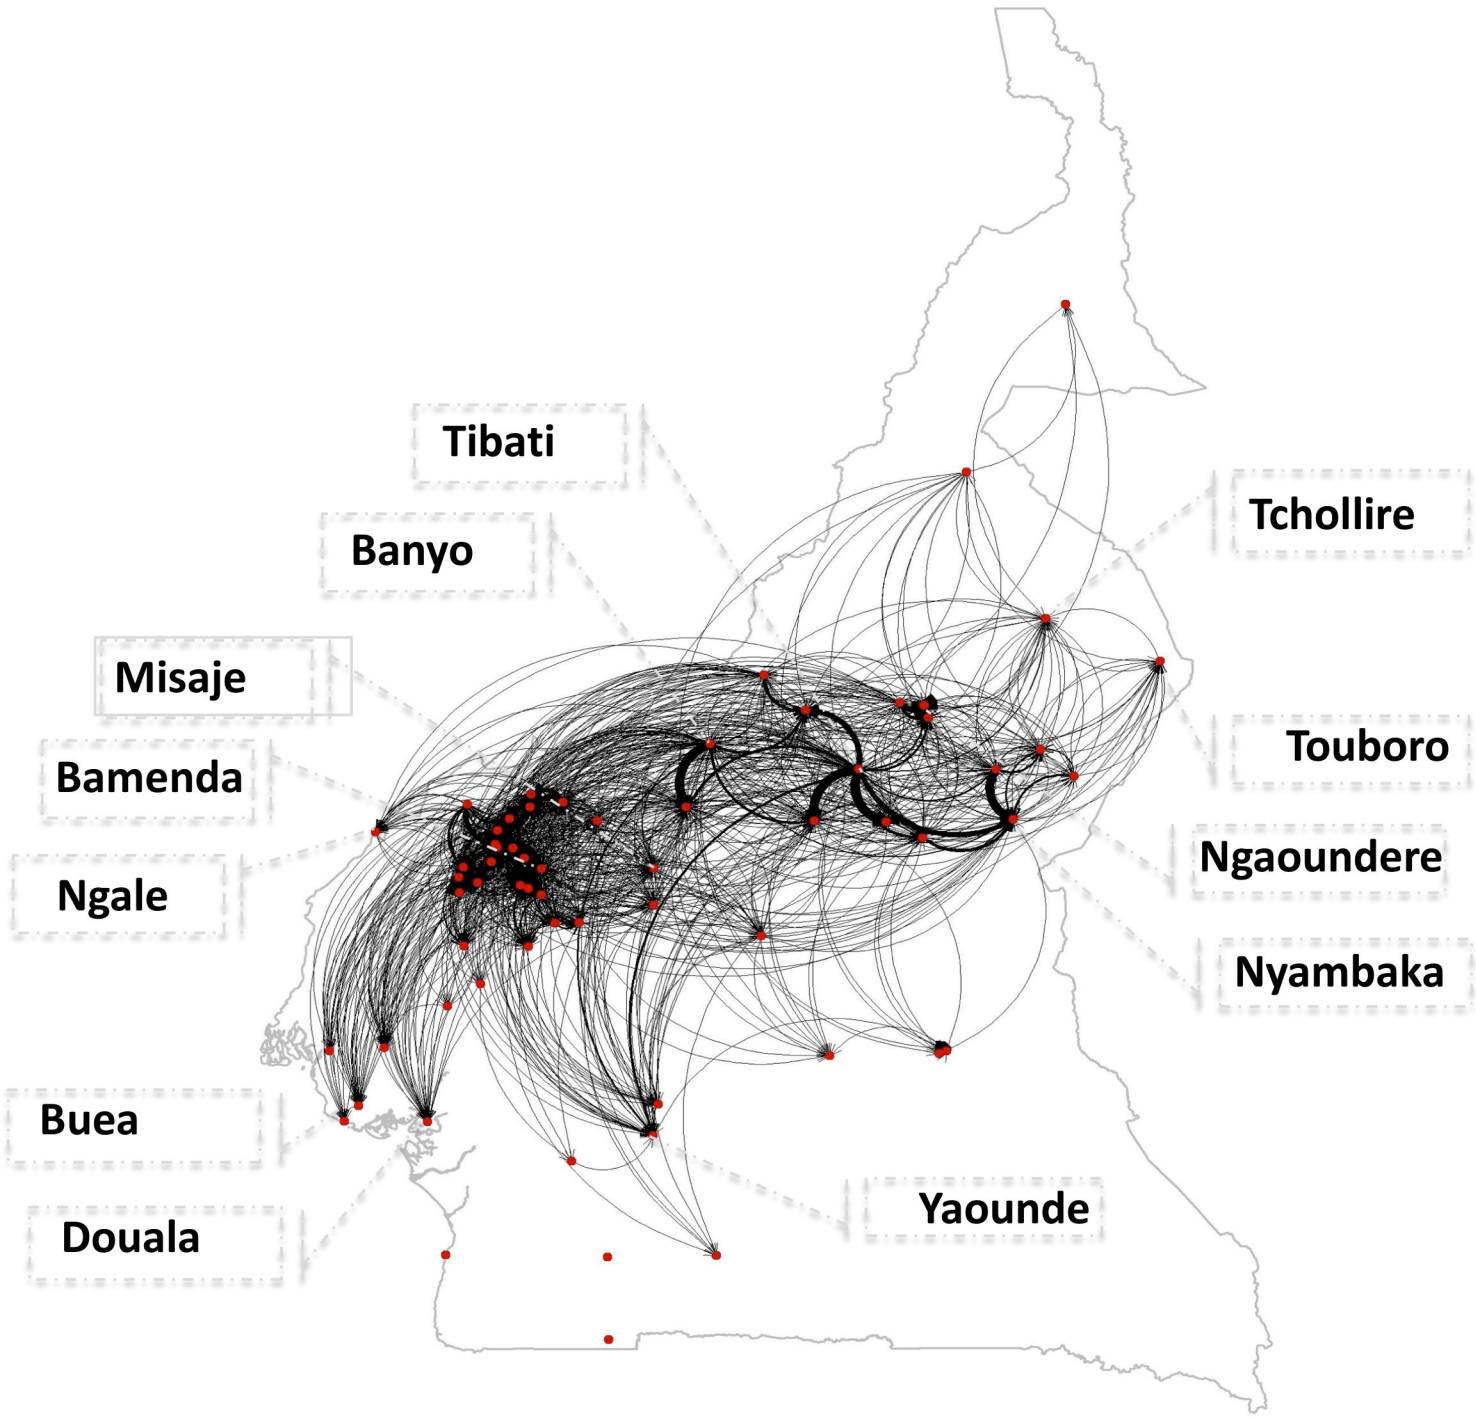 Tibati
Tchollire
Banyo
Misaje
Touboro
Bamenda
Ngaoundere
Ngale
Nyambaka
Buea
Yaounde
Douala